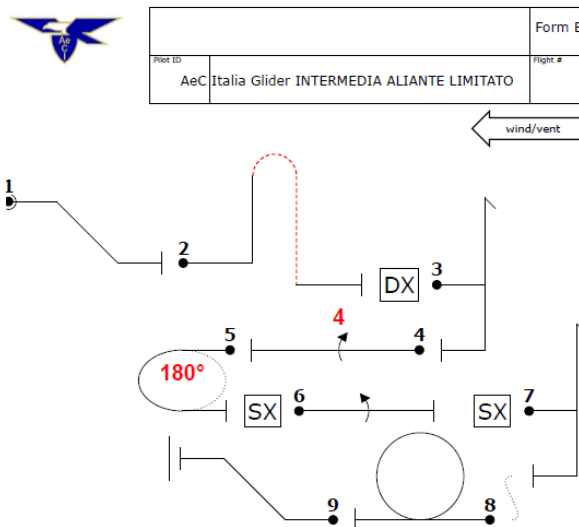 Form B
AeC
I
Pilot ID
AeC Italia Glider INTERMEDIA ALIANTE LIMITATO
Flight #
wind/vent
1
2
3
DX
4
5
4
180°
SX
6
SX
7
9
8